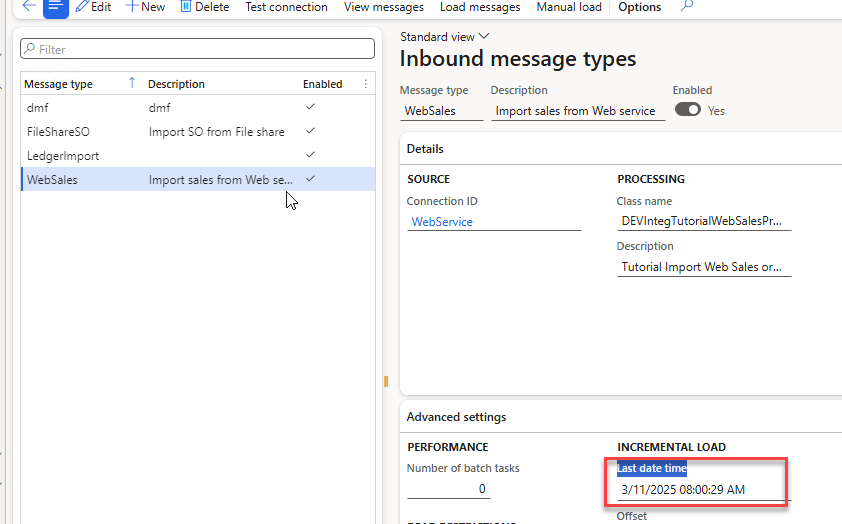 Edit New Delete Test connection View messages Load messages Manual load Options
Filter
Message type Description Enabled
dmf dmf
FileShareSO Import SO from File share
LedgerImport
WebSales Import sales from Web se...
Standard view
Inbound message types
Message type Description Enabled
WebSales Import sales from Web service Yes
Details
SOURCE PROCESSING
Connection ID Class name
WebService DEVIntegTutorialWebSalesPr...
Description
Tutorial Import Web Sales or...
Advanced settings
PERFORMANCE INCREMENTAL LOAD
Number of batch tasks Last date time
0 3/11/2025 08:00:29 AM
Offset